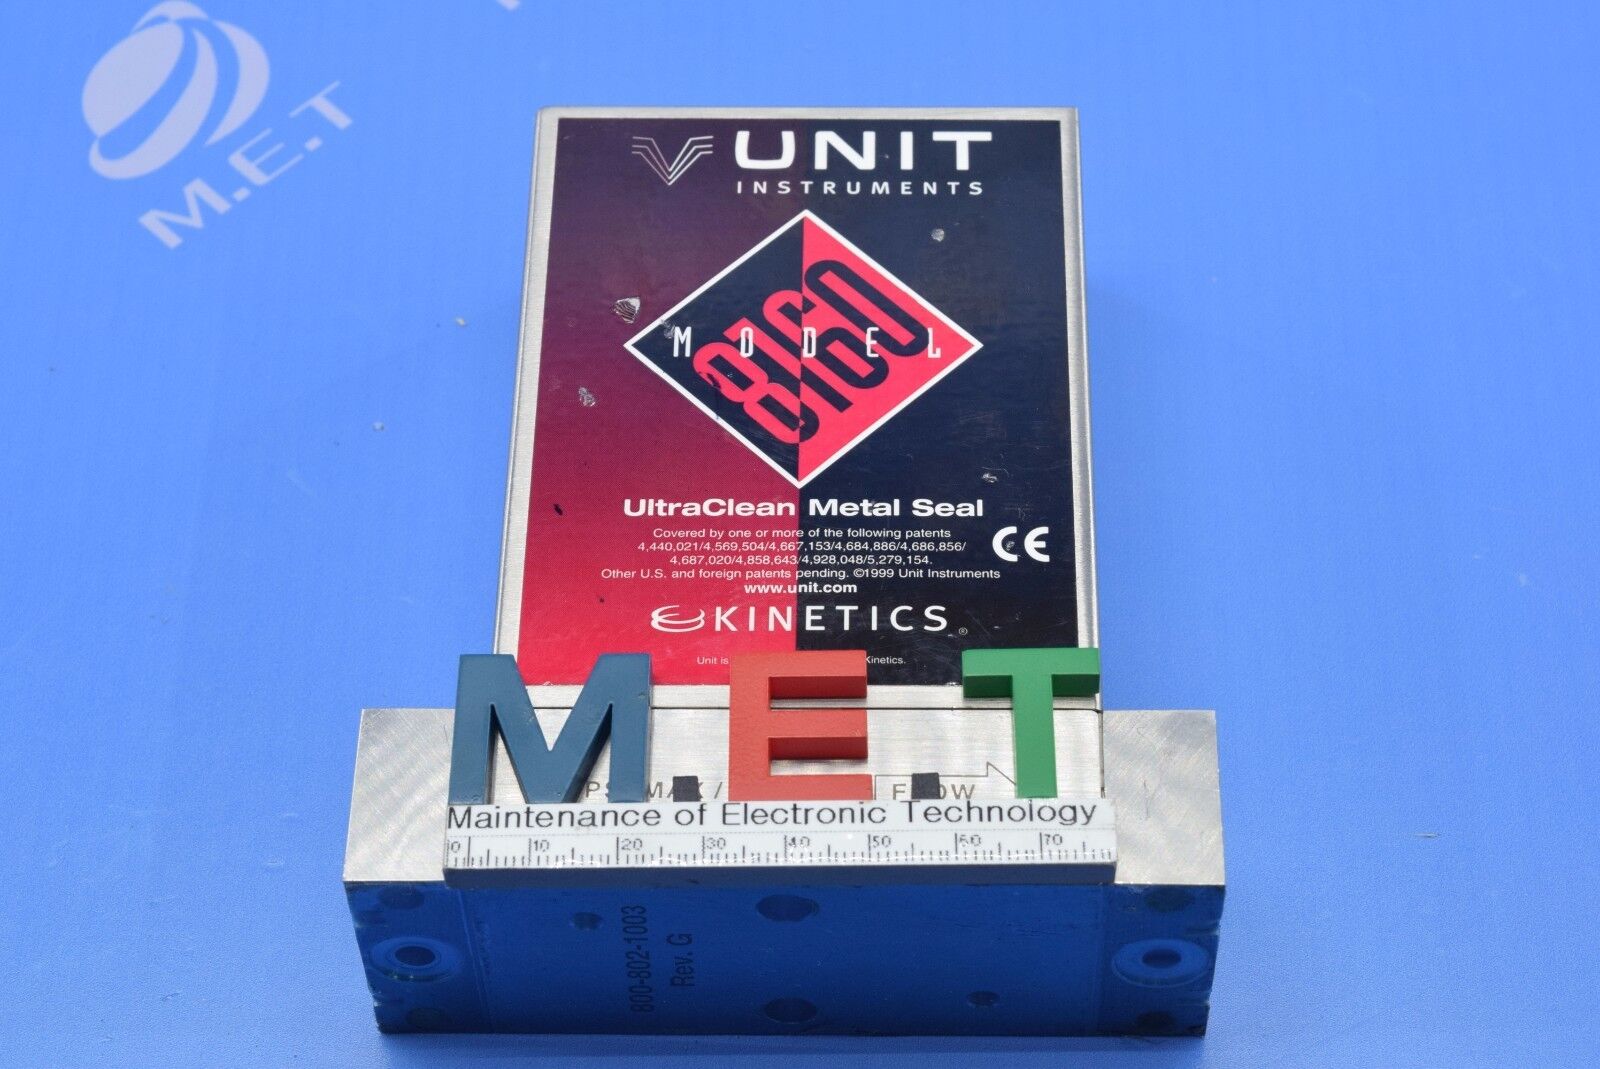 M.E.T
UNIT
INSTRUMENTS
8160
MODEL
UltraClean Metal Seal
Covered by one or more of the following patents
4,440,021/4,569,504/4,667,153/4,684,886/4,686,856/
4,687,020/4,858,643/4,928,048/5,279,154.
Other U.S. and foreign patents pending. ©1999 Unit Instruments
www.unit.com
CE
KINETICS®
Unit is Kinetics.
M.E.T
FLOW
Maintenance of Electronic Technology
0 10 20 30 40 50 60 70
800-802-1003
Rev. G